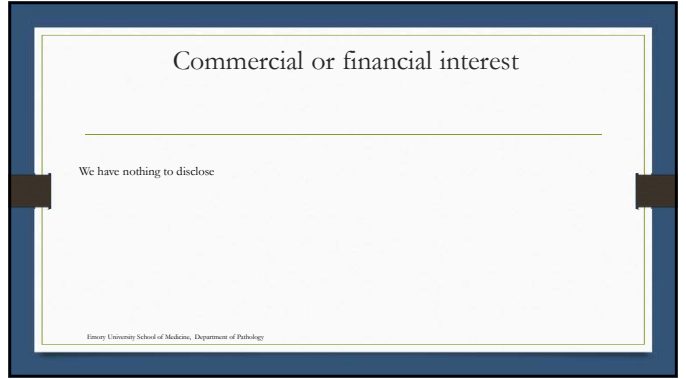 Commercial or financial interest
We have nothing to disclose
Emory University School of Medicine, Department of Pathology